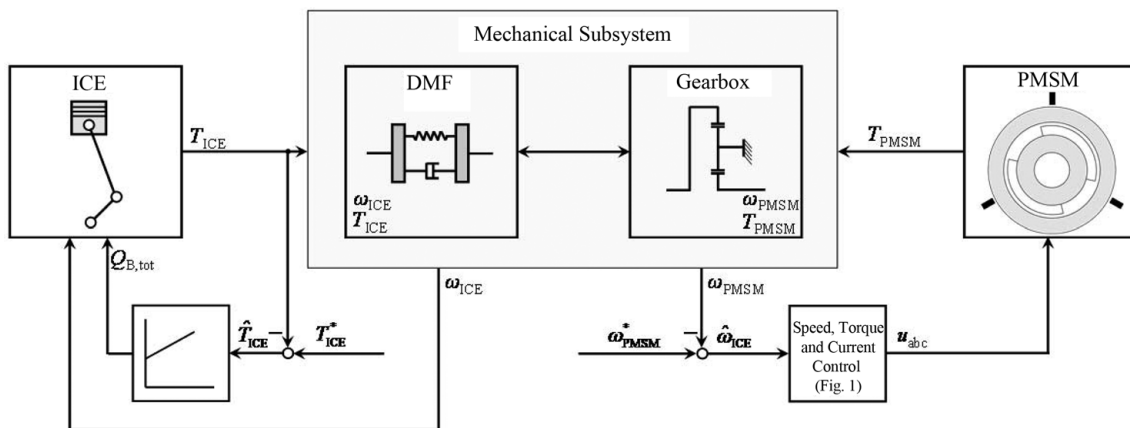 Mechanical Subsystem
ICE
DMF
Gearbox
PMSM
T_ICE
T_PMSM
ω_ICE
T_ICE
ω_PMSM
T_PMSM
Q_B,tot
ω_ICE
ω_PMSM
T̂_ICE
−
T*_ICE
ω*_PMSM
−
ω̂_ICE
Speed, Torque
and Current
Control
(Fig. 1)
u_abc